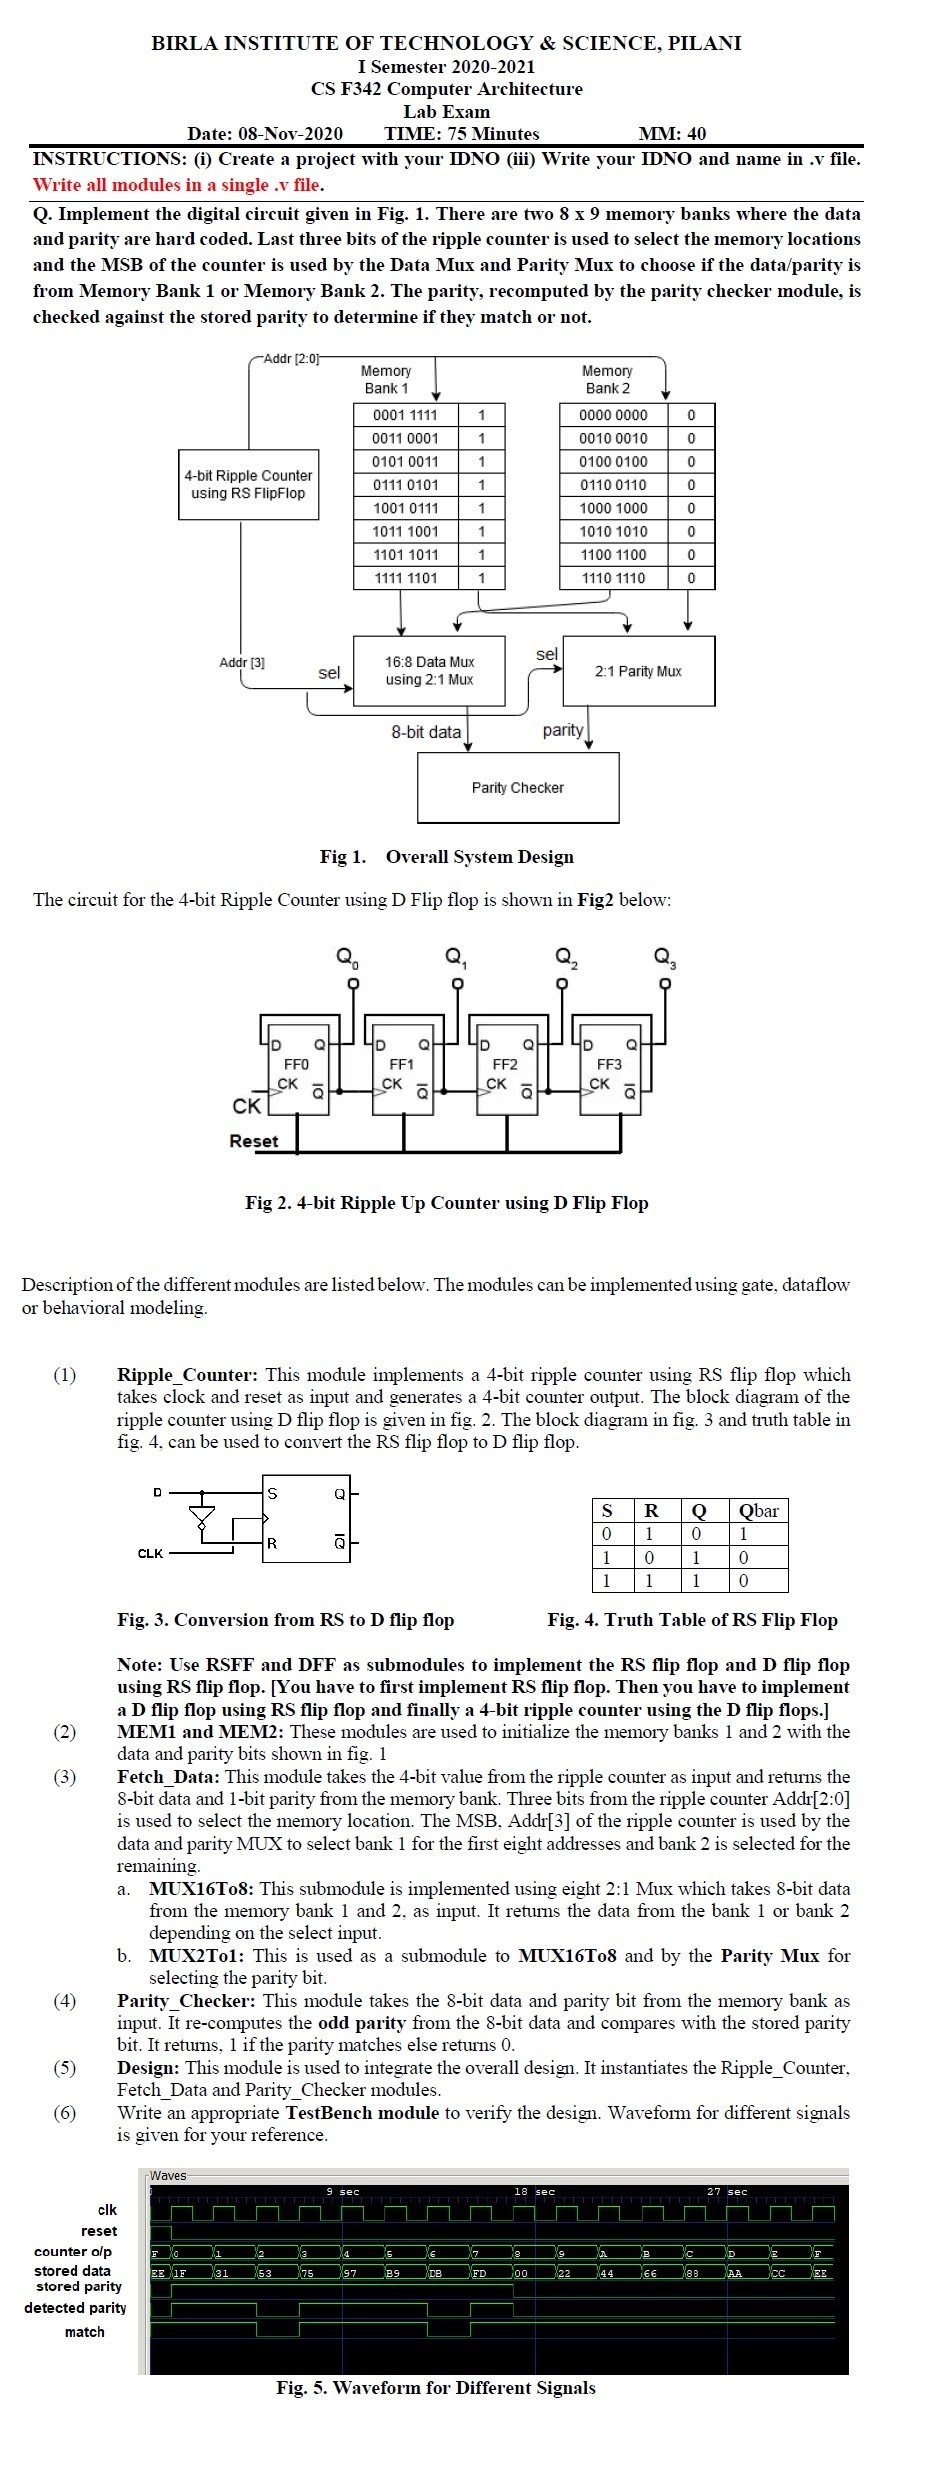 BIRLA INSTITUTE OF TECHNOLOGY & SCIENCE, PILANI
I Semester 2020-2021
CS F342 Computer Architecture
Lab Exam
Date: 08-Nov-2020 TIME: 75 Minutes MM: 40
INSTRUCTIONS: (i) Create a project with your IDNO (iii) Write your IDNO and name in .v file.
Write all modules in a single .v file.
Q. Implement the digital circuit given in Fig. 1. There are two 8 x 9 memory banks where the data
and parity are hard coded. Last three bits of the ripple counter is used to select the memory locations
and the MSB of the counter is used by the Data Mux and Parity Mux to choose if the data/parity is
from Memory Bank 1 or Memory Bank 2. The parity, recomputed by the parity checker module, is
checked against the stored parity to determine if they match or not.
Addr [2:0]
Memory
Bank 1
Memory
Bank 2
0001 1111 1 0000 0000 0
0011 0001 1 0010 0010 0
0101 0011 1 0100 0100 0
0111 0101 1 0110 0110 0
1001 0111 1 1000 1000 0
1011 1001 1 1010 1010 0
1101 1011 1 1100 1100 0
1111 1101 1 1110 1110 0
4-bit Ripple Counter
using RS FlipFlop
Addr [3]
sel
16:8 Data Mux
using 2:1 Mux
sel
2:1 Parity Mux
8-bit data
parity
Parity Checker
Fig 1. Overall System Design
The circuit for the 4-bit Ripple Counter using D Flip flop is shown in Fig2 below:
Q0 Q1 Q2 Q3
D Q D Q D Q D Q
FF0 FF1 FF2 FF3
CK Q̅ CK Q̅ CK Q̅ CK Q̅
CK
Reset
Fig 2. 4-bit Ripple Up Counter using D Flip Flop
Description of the different modules are listed below. The modules can be implemented using gate, dataflow
or behavioral modeling.
(1) Ripple_Counter: This module implements a 4-bit ripple counter using RS flip flop which
takes clock and reset as input and generates a 4-bit counter output. The block diagram of the
ripple counter using D flip flop is given in fig. 2. The block diagram in fig. 3 and truth table in
fig. 4, can be used to convert the RS flip flop to D flip flop.
D S Q
R Q̅
CLK
S R Q Qbar
0 1 0 1
1 0 1 0
1 1 1 0
Fig. 3. Conversion from RS to D flip flop Fig. 4. Truth Table of RS Flip Flop
Note: Use RSFF and DFF as submodules to implement the RS flip flop and D flip flop
using RS flip flop. [You have to first implement RS flip flop. Then you have to implement
a D flip flop using RS flip flop and finally a 4-bit ripple counter using the D flip flops.]
(2) MEM1 and MEM2: These modules are used to initialize the memory banks 1 and 2 with the
data and parity bits shown in fig. 1
(3) Fetch_Data: This module takes the 4-bit value from the ripple counter as input and returns the
8-bit data and 1-bit parity from the memory bank. Three bits from the ripple counter Addr[2:0]
is used to select the memory location. The MSB, Addr[3] of the ripple counter is used by the
data and parity MUX to select bank 1 for the first eight addresses and bank 2 is selected for the
remaining.
a. MUX16To8: This submodule is implemented using eight 2:1 Mux which takes 8-bit data
from the memory bank 1 and 2, as input. It returns the data from the bank 1 or bank 2
depending on the select input.
b. MUX2To1: This is used as a submodule to MUX16To8 and by the Parity Mux for
selecting the parity bit.
(4) Parity_Checker: This module takes the 8-bit data and parity bit from the memory bank as
input. It re-computes the odd parity from the 8-bit data and compares with the stored parity
bit. It returns, 1 if the parity matches else returns 0.
(5) Design: This module is used to integrate the overall design. It instantiates the Ripple_Counter,
Fetch_Data and Parity_Checker modules.
(6) Write an appropriate TestBench module to verify the design. Waveform for different signals
is given for your reference.
Waves
9 sec 18 sec 27 sec
clk
reset
counter o/p F 0 1 2 3 4 5 6 7 8 9 A B C D E F
stored data EE 1F 31 53 75 97 B9 DB FD 00 22 44 66 88 AA CC EE
stored parity
detected parity
match
Fig. 5. Waveform for Different Signals